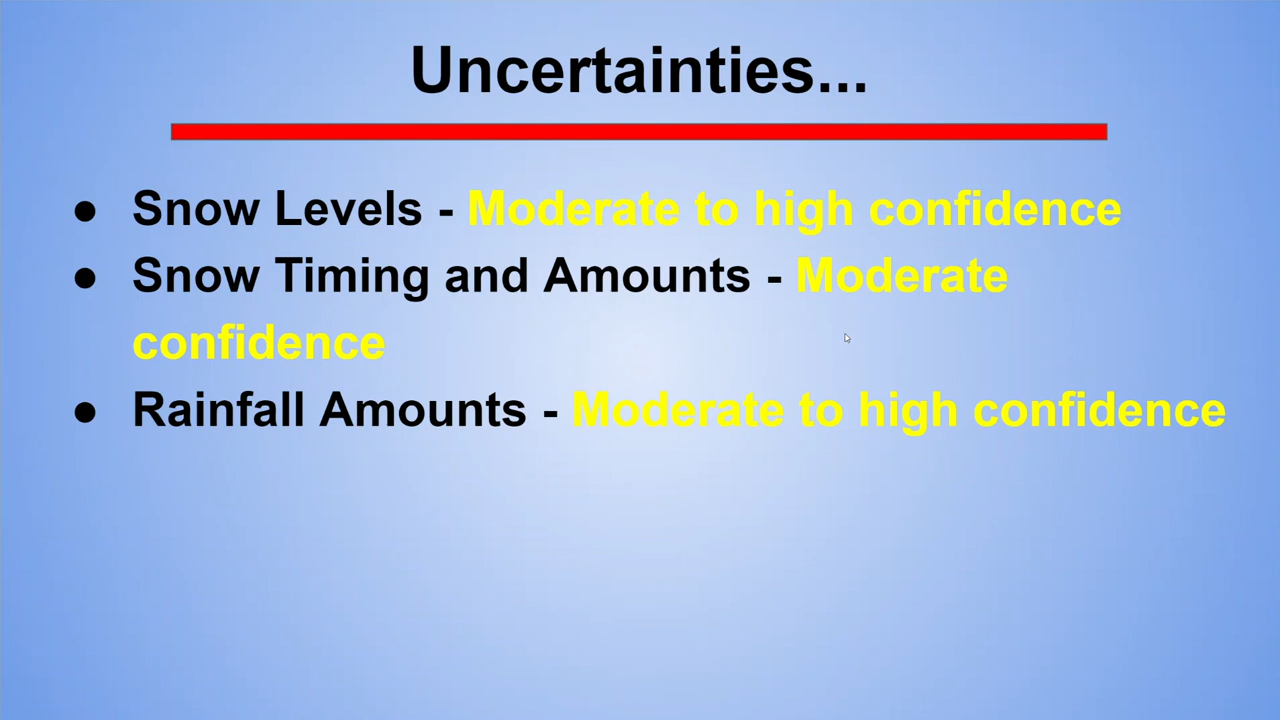 Uncertainties...
● Snow Levels - Moderate to high confidence
● Snow Timing and Amounts - Moderate
confidence
● Rainfall Amounts - Moderate to high confidence